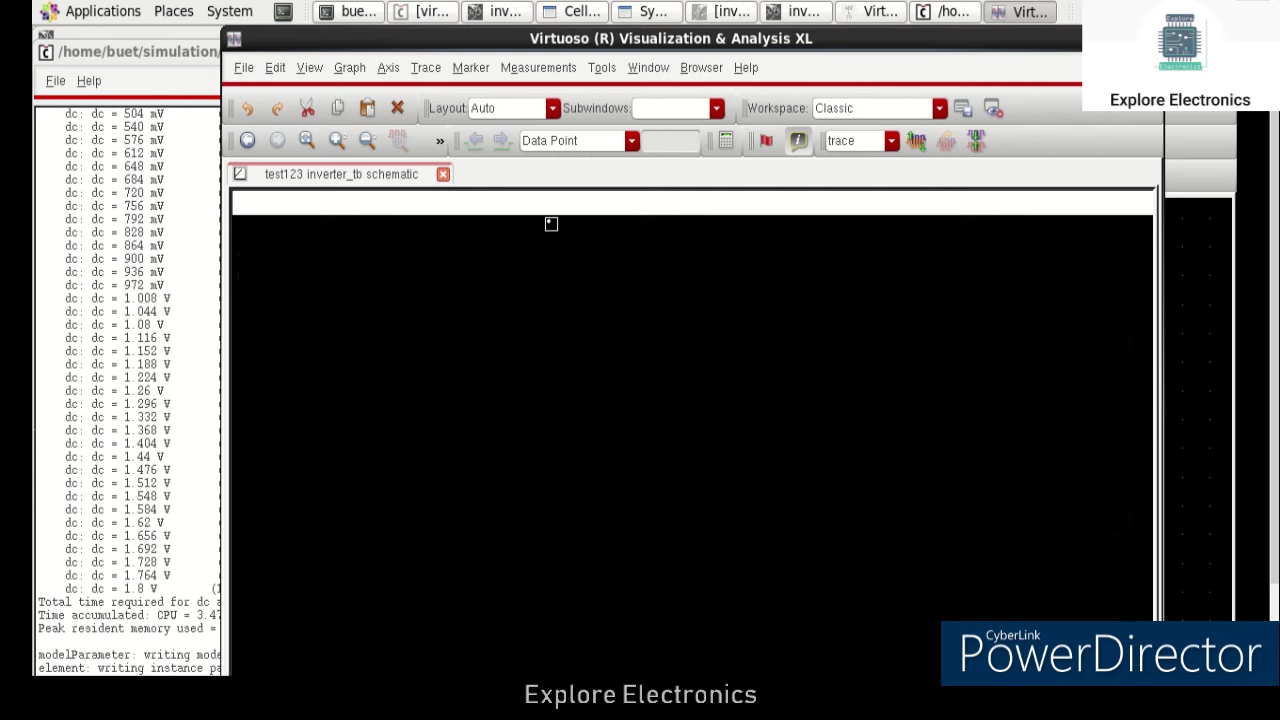 Applications Places System bue... [vir... inv... Cell... Sy... [inv... inv... Virt... /ho... Virt...
/home/buet/simulation/
File Help
dc: dc = 504 mV
dc: dc = 540 mV
dc: dc = 576 mV
dc: dc = 612 mV
dc: dc = 648 mV
dc: dc = 684 mV
dc: dc = 720 mV
dc: dc = 756 mV
dc: dc = 792 mV
dc: dc = 828 mV
dc: dc = 864 mV
dc: dc = 900 mV
dc: dc = 936 mV
dc: dc = 972 mV
dc: dc = 1.008 V
dc: dc = 1.044 V
dc: dc = 1.08 V
dc: dc = 1.116 V
dc: dc = 1.152 V
dc: dc = 1.188 V
dc: dc = 1.224 V
dc: dc = 1.26 V
dc: dc = 1.296 V
dc: dc = 1.332 V
dc: dc = 1.368 V
dc: dc = 1.404 V
dc: dc = 1.44 V
dc: dc = 1.476 V
dc: dc = 1.512 V
dc: dc = 1.548 V
dc: dc = 1.584 V
dc: dc = 1.62 V
dc: dc = 1.656 V
dc: dc = 1.692 V
dc: dc = 1.728 V
dc: dc = 1.764 V
dc: dc = 1.8 V (1
Total time required for dc a
Time accumulated: CPU = 3.47
Peak resident memory used =
modelParameter: writing mode
element: writing instance pa
Virtuoso (R) Visualization & Analysis XL
File Edit View Graph Axis Trace Marker Measurements Tools Window Browser Help
Layout: Auto Subwindows: Workspace: Classic
» Data Point trace
test123 inverter_tb schematic
Explore
Electronics
Explore Electronics
CyberLink
PowerDirector
Explore Electronics